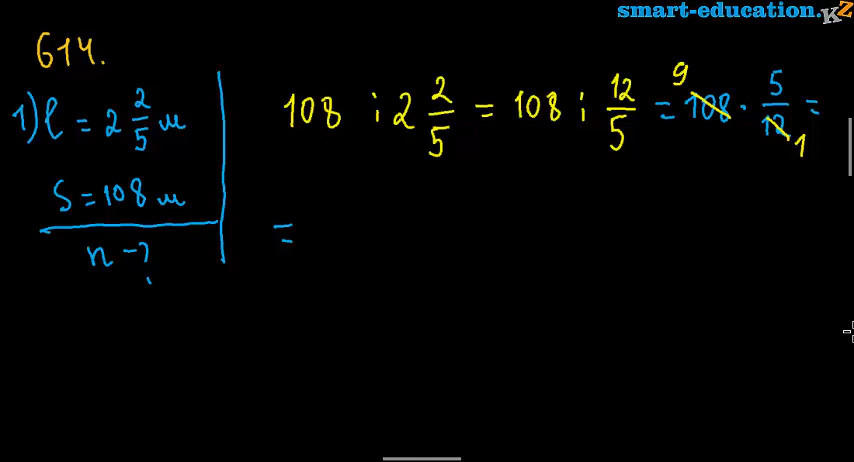 smart-education.KZ
614.
1) l = 2 2/5 м
108 : 2 2/5 = 108 : 12/5 = 108 · 5/12 =
9
1
S = 108 м
n - ?
=